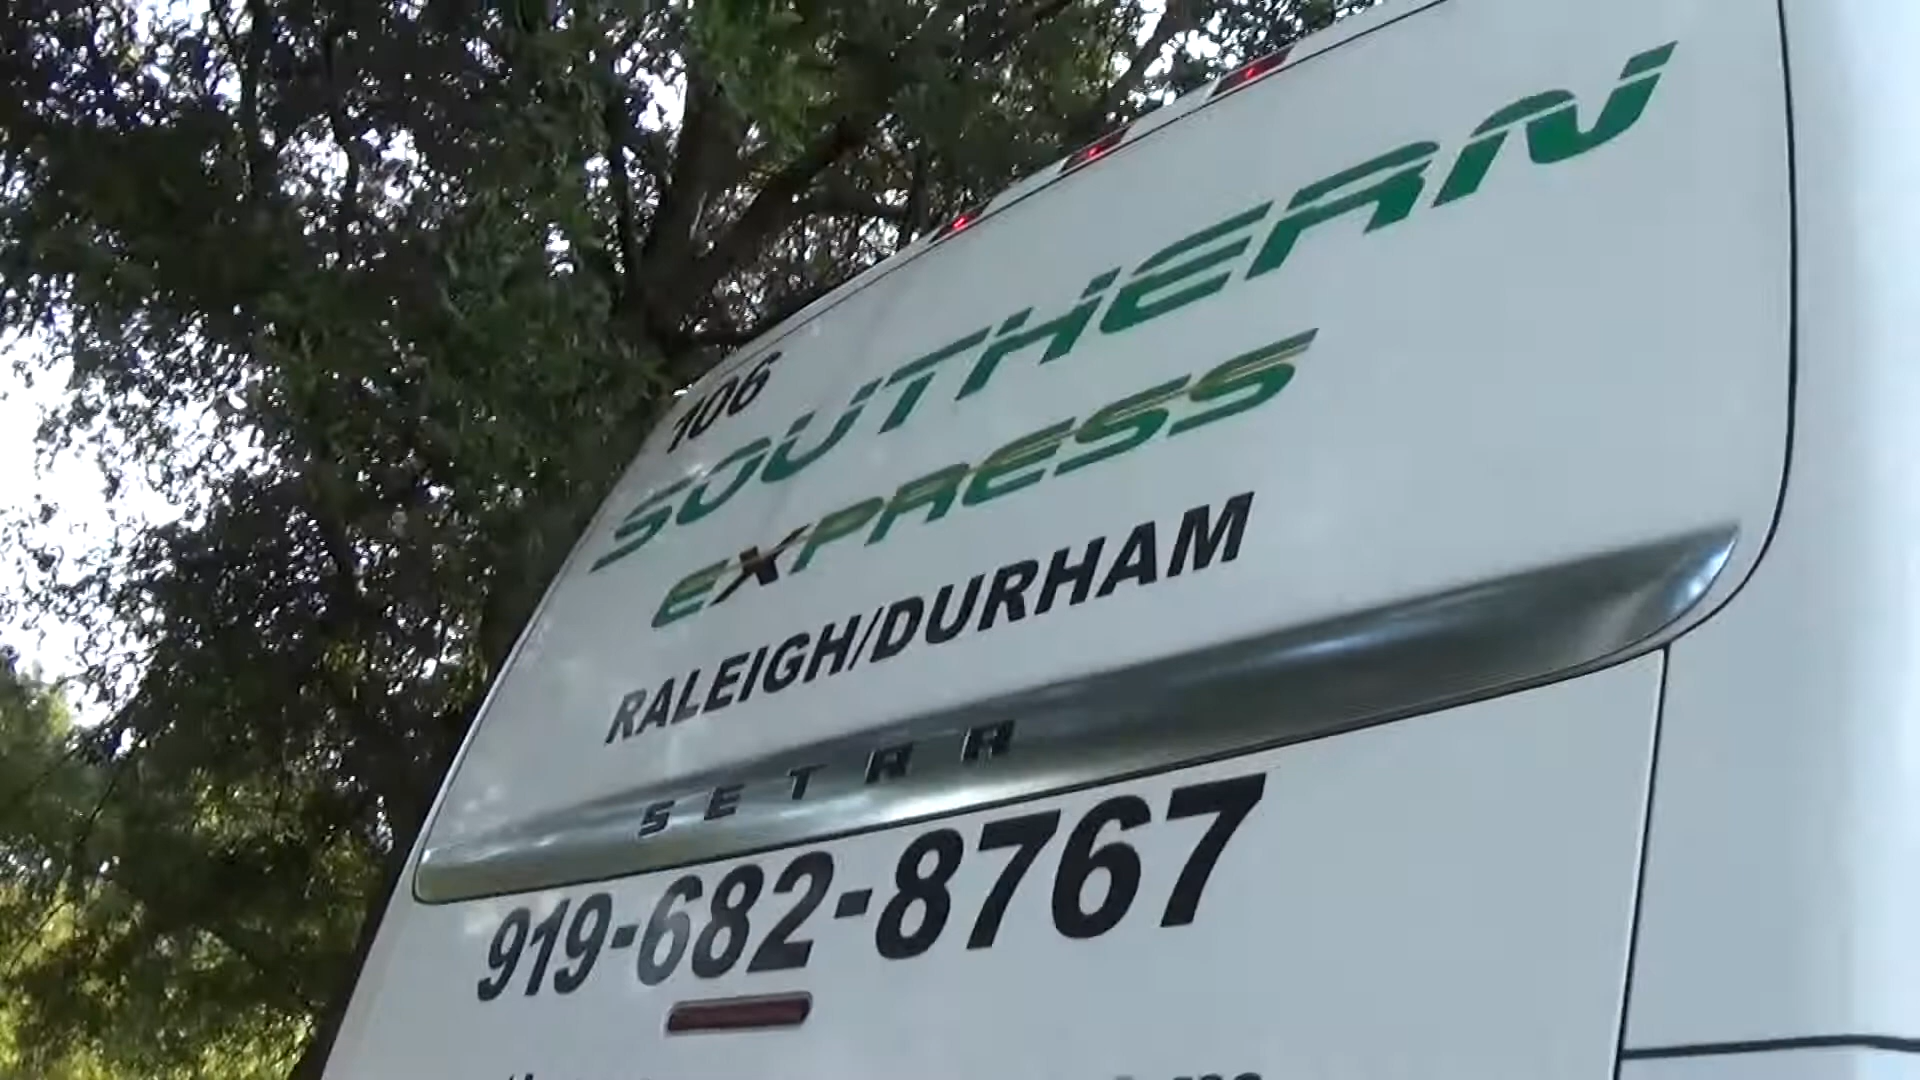 106
SOUTHERN
EXPRESS
RALEIGH/DURHAM
SETRA
919-682-8767